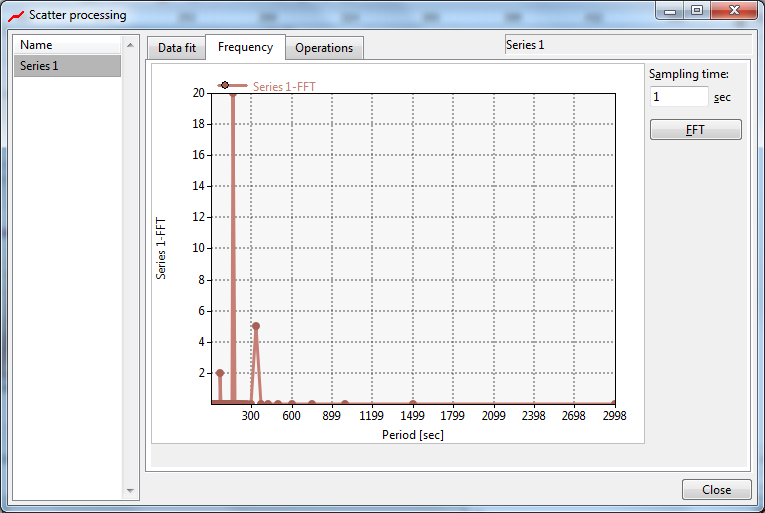 Scatter processing
Name
Series 1
Data fit
Frequency
Operations
Series 1
Series 1-FFT
Series 1-FFT
20
18
16
14
12
10
8
6
4
2
300 600 899 1199 1499 1799 2099 2398 2698 2998
Period [sec]
Sampling time:
1 sec
FFT
Close